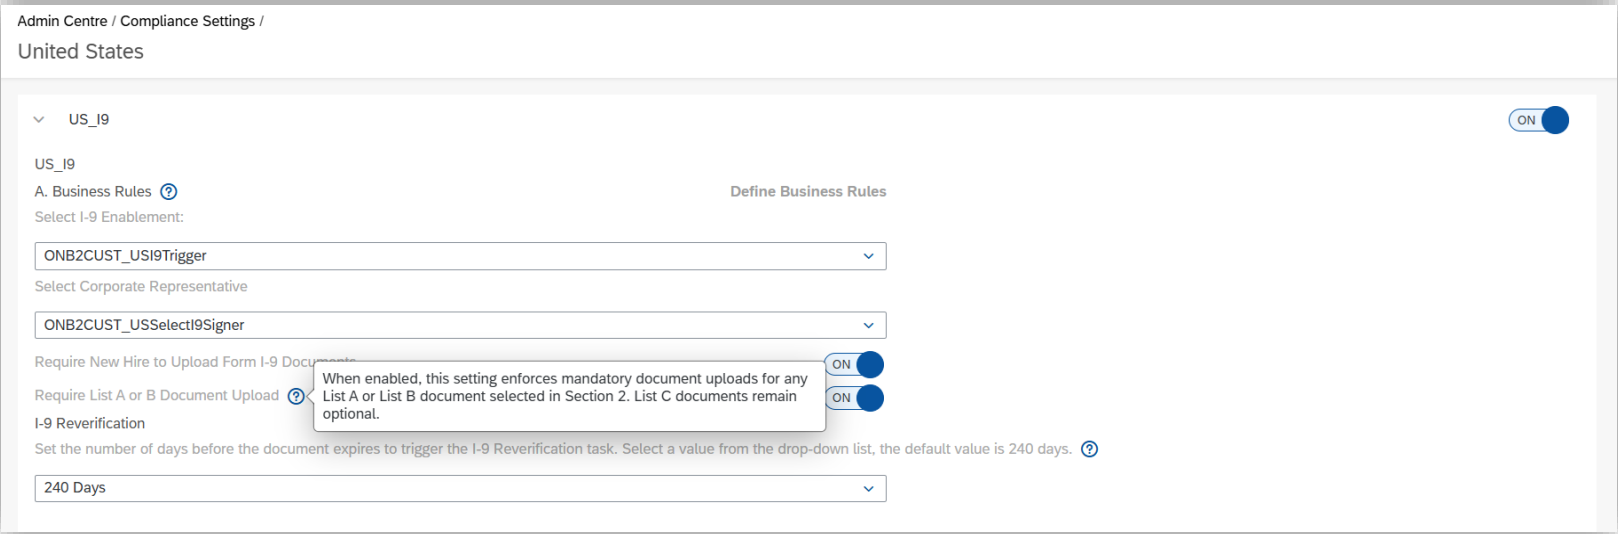 Admin Centre / Compliance Settings /
United States
US_I9
ON
US_I9
A. Business Rules ?
Define Business Rules
Select I-9 Enablement:
ONB2CUST_USI9Trigger
Select Corporate Representative
ONB2CUST_USSelectI9Signer
Require New Hire to Upload Form I-9 Documents
ON
Require List A or B Document Upload ?
ON
When enabled, this setting enforces mandatory document uploads for any
List A or List B document selected in Section 2. List C documents remain
optional.
I-9 Reverification
Set the number of days before the document expires to trigger the I-9 Reverification task. Select a value from the drop-down list, the default value is 240 days. ?
240 Days